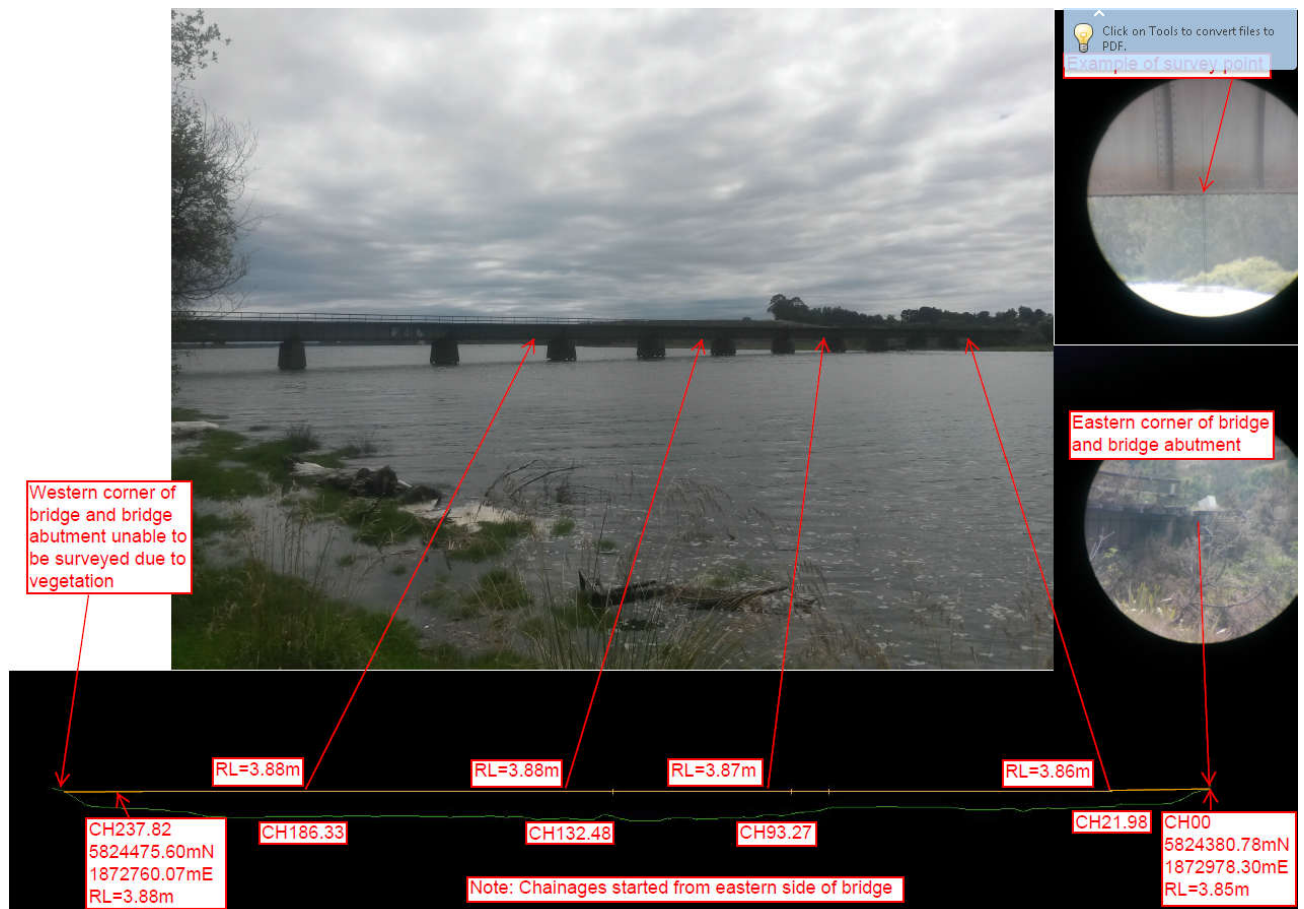 Click on Tools to convert files to
PDF.
Example of survey point
Eastern corner of bridge
and bridge abutment
Western corner of
bridge and bridge
abutment unable to
be surveyed due to
vegetation
RL=3.88m
RL=3.88m
RL=3.87m
RL=3.86m
CH237.82
5824475.60mN
1872760.07mE
RL=3.88m
CH186.33
CH132.48
CH93.27
CH21.98
CH00
5824380.78mN
1872978.30mE
RL=3.85m
Note: Chainages started from eastern side of bridge